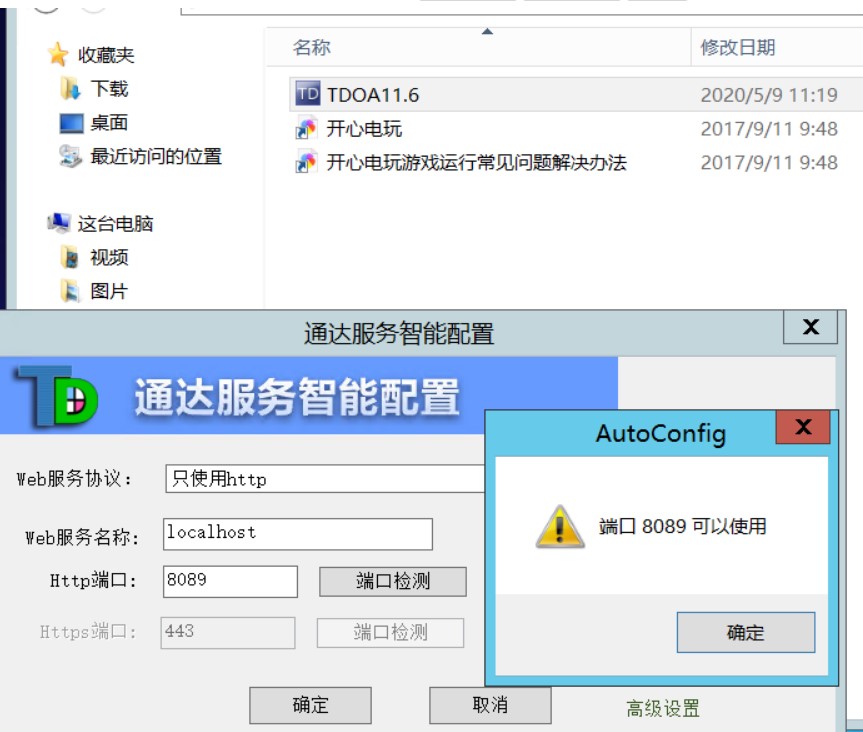 收藏夹
下载
桌面
最近访问的位置
这台电脑
视频
图片
名称 修改日期
TD TDOA11.6 2020/5/9 11:19
开心电玩 2017/9/11 9:48
开心电玩游戏运行常见问题解决办法 2017/9/11 9:48
通达服务智能配置 X
TD 通达服务智能配置
Web服务协议: 只使用http
Web服务名称: localhost
Http端口: 8089 端口检测
Https端口: 443 端口检测
确定 取消 高级设置
AutoConfig X
端口 8089 可以使用
确定